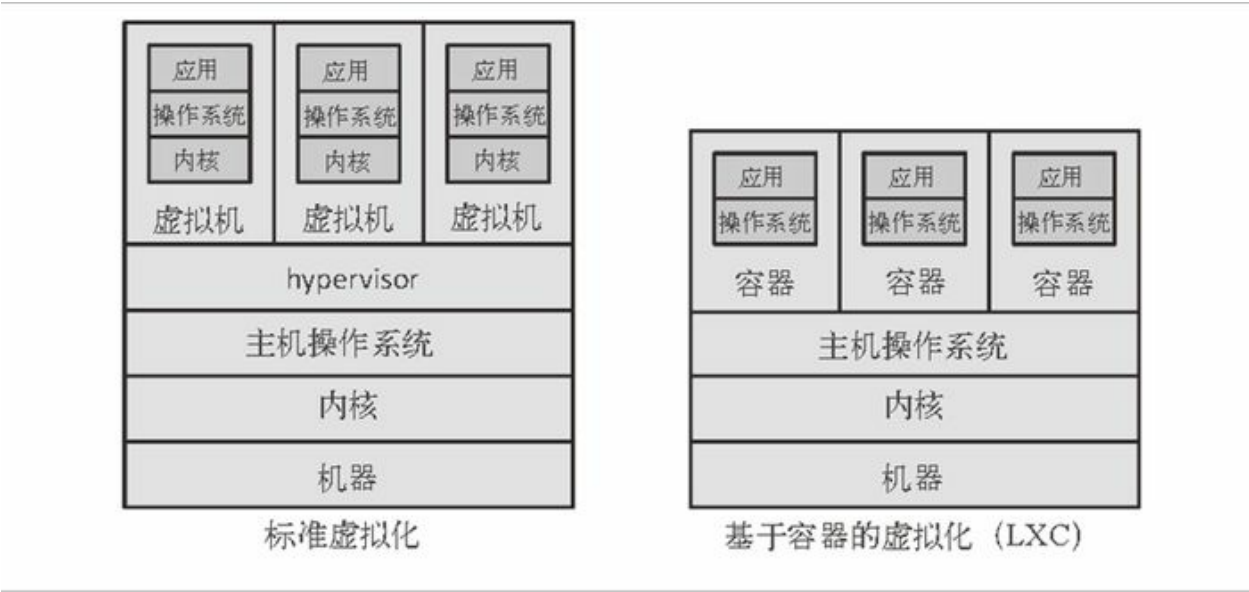 应用 应用 应用
操作系统 操作系统 操作系统
内核 内核 内核
虚拟机 虚拟机 虚拟机
hypervisor
主机操作系统
内核
机器
标准虚拟化
应用 应用 应用
操作系统 操作系统 操作系统
容器 容器 容器
主机操作系统
内核
机器
基于容器的虚拟化（LXC）